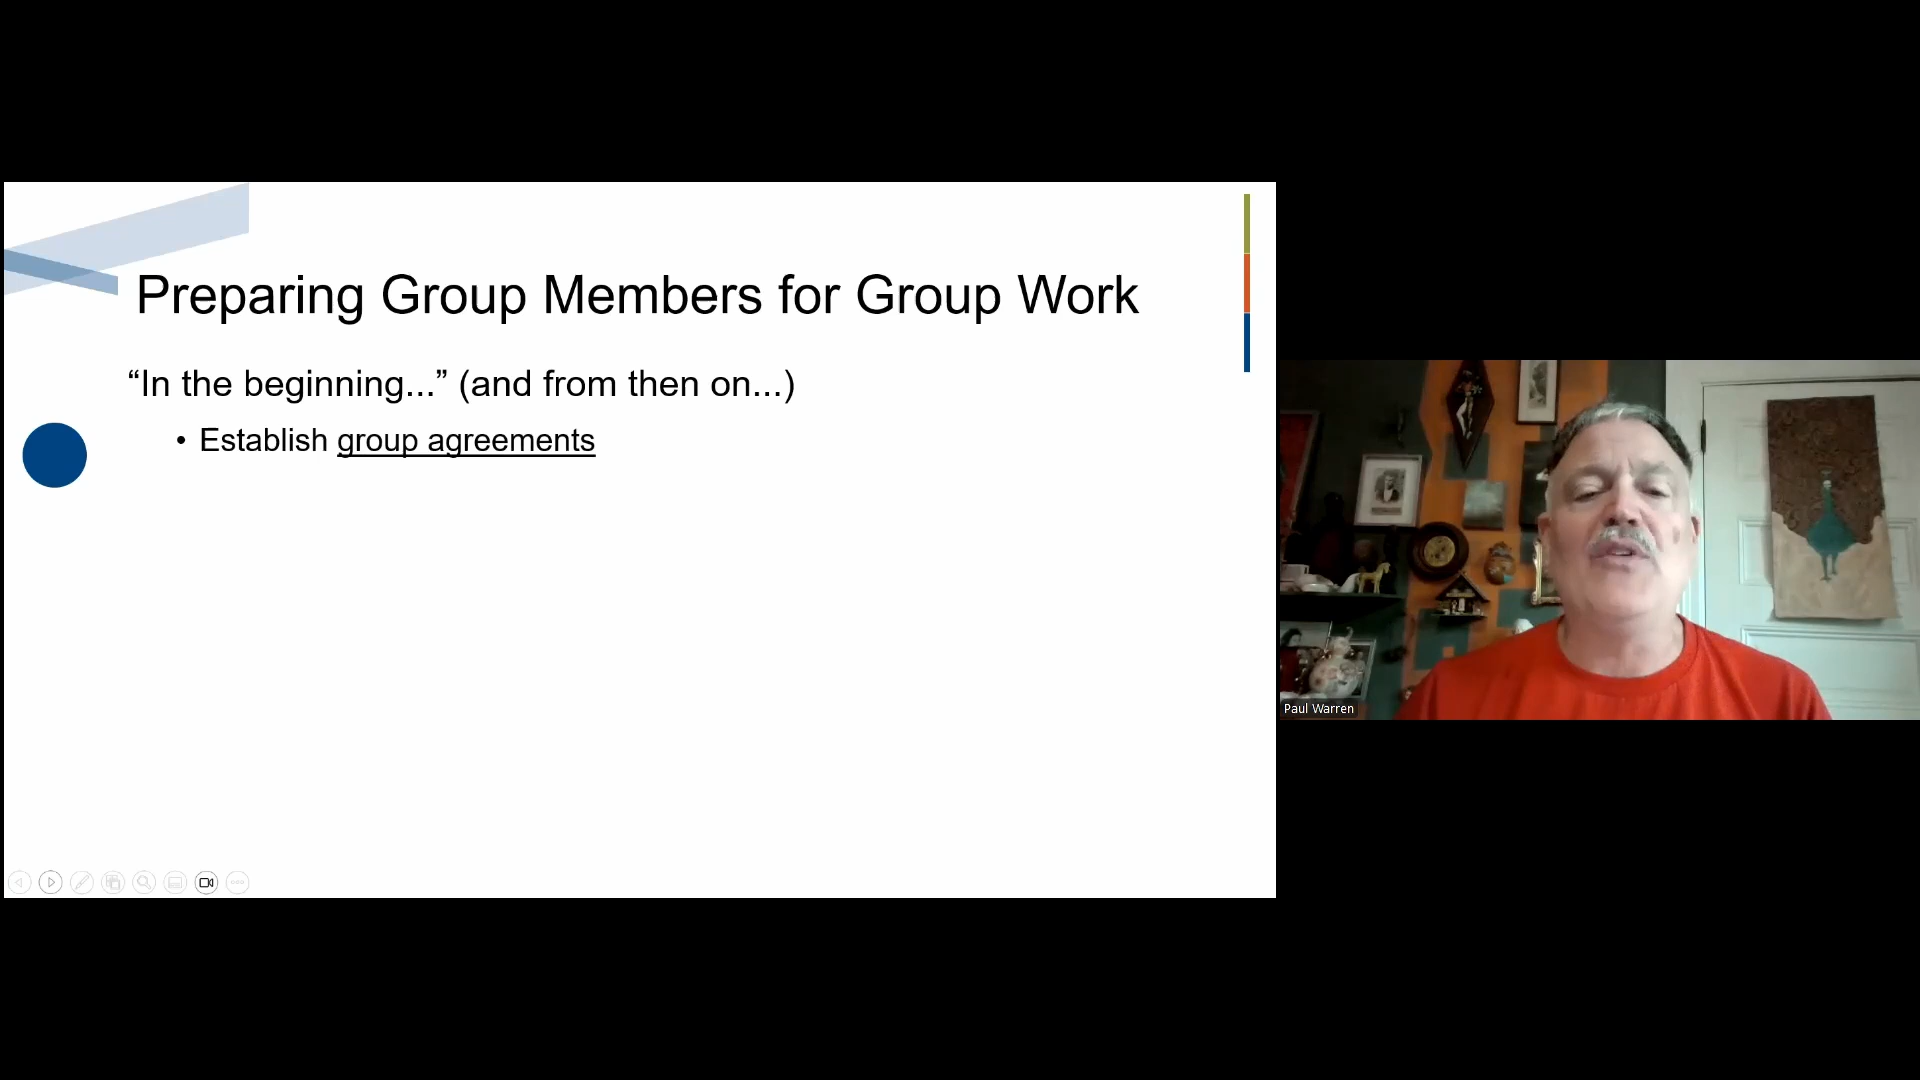 Preparing Group Members for Group Work
“In the beginning...” (and from then on...)
• Establish group agreements
Paul Warren